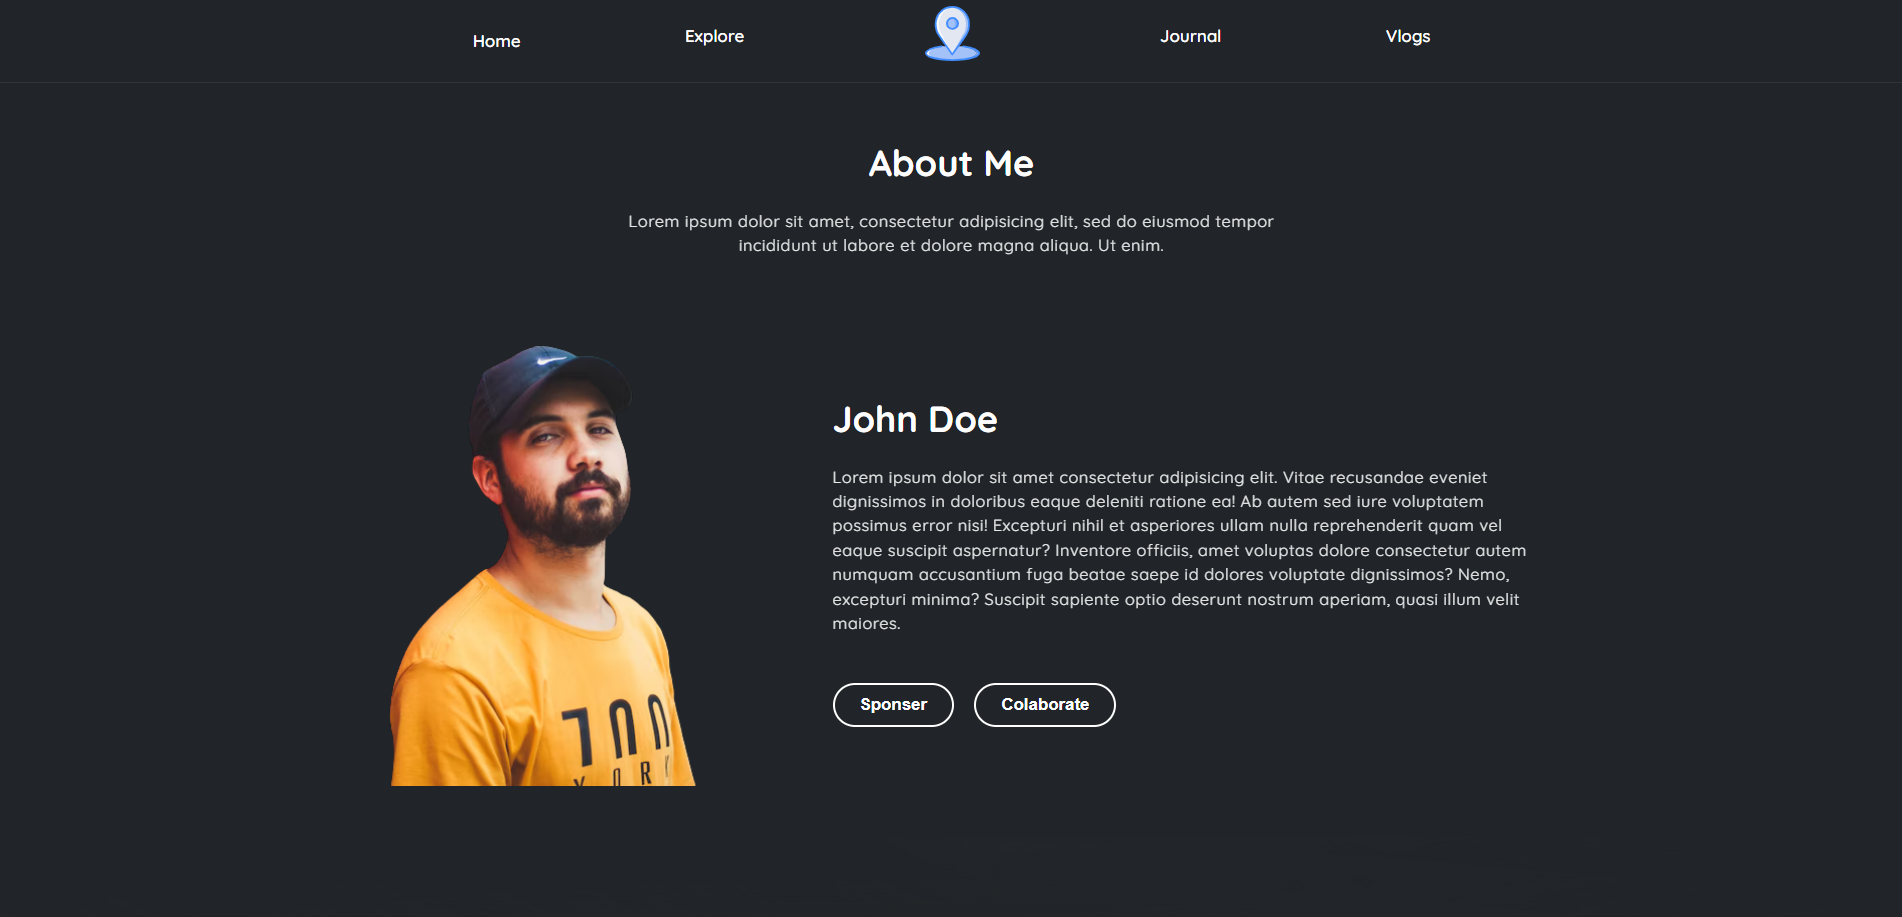 Home Explore Journal Vlogs
About Me
Lorem ipsum dolor sit amet, consectetur adipisicing elit, sed do eiusmod tempor
incididunt ut labore et dolore magna aliqua. Ut enim.
John Doe
Lorem ipsum dolor sit amet consectetur adipisicing elit. Vitae recusandae eveniet
dignissimos in doloribus eaque deleniti ratione ea! Ab autem sed iure voluptatem
possimus error nisi! Excepturi nihil et asperiores ullam nulla reprehenderit quam vel
eaque suscipit aspernatur? Inventore officiis, amet voluptas dolore consectetur autem
numquam accusantium fuga beatae saepe id dolores voluptate dignissimos? Nemo,
excepturi minima? Suscipit sapiente optio deserunt nostrum aperiam, quasi illum velit
maiores.
Sponser Colaborate